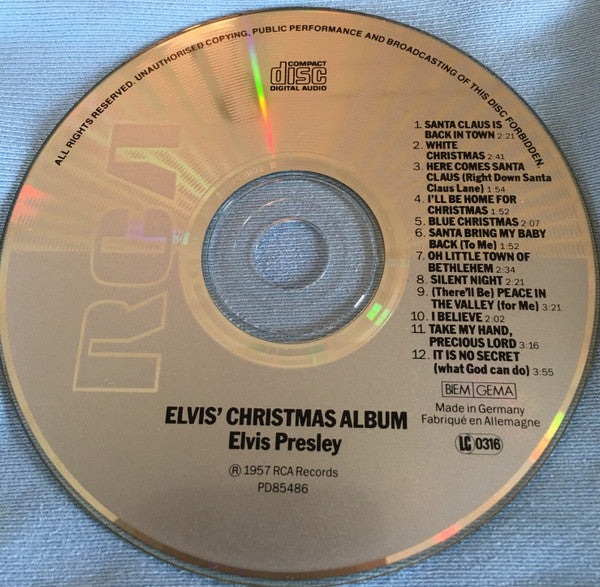 ALL RIGHTS RESERVED. UNAUTHORISED COPYING, PUBLIC PERFORMANCE AND BROADCASTING OF THIS DISC FORBIDDEN.
COMPACT
disc
DIGITAL AUDIO
RCA
1. SANTA CLAUS IS
BACK IN TOWN 2:21
2. WHITE
CHRISTMAS 2:41
3. HERE COMES SANTA
CLAUS (Right Down Santa
Claus Lane) 1:54
4. I'LL BE HOME FOR
CHRISTMAS 1:52
5. BLUE CHRISTMAS 2:07
6. SANTA BRING MY BABY
BACK (To Me) 1:52
7. OH LITTLE TOWN OF
BETHLEHEM 2:34
8. SILENT NIGHT 2:21
9. (There'll Be) PEACE IN
THE VALLEY (for Me) 3:21
10. I BELIEVE 2:02
11. TAKE MY HAND,
PRECIOUS LORD 3:16
12. IT IS NO SECRET
(what God can do) 3:55
BIEM GEMA
Made in Germany
Fabriqué en Allemagne
LC 0316
ELVIS' CHRISTMAS ALBUM
Elvis Presley
℗ 1957 RCA Records
PD85486